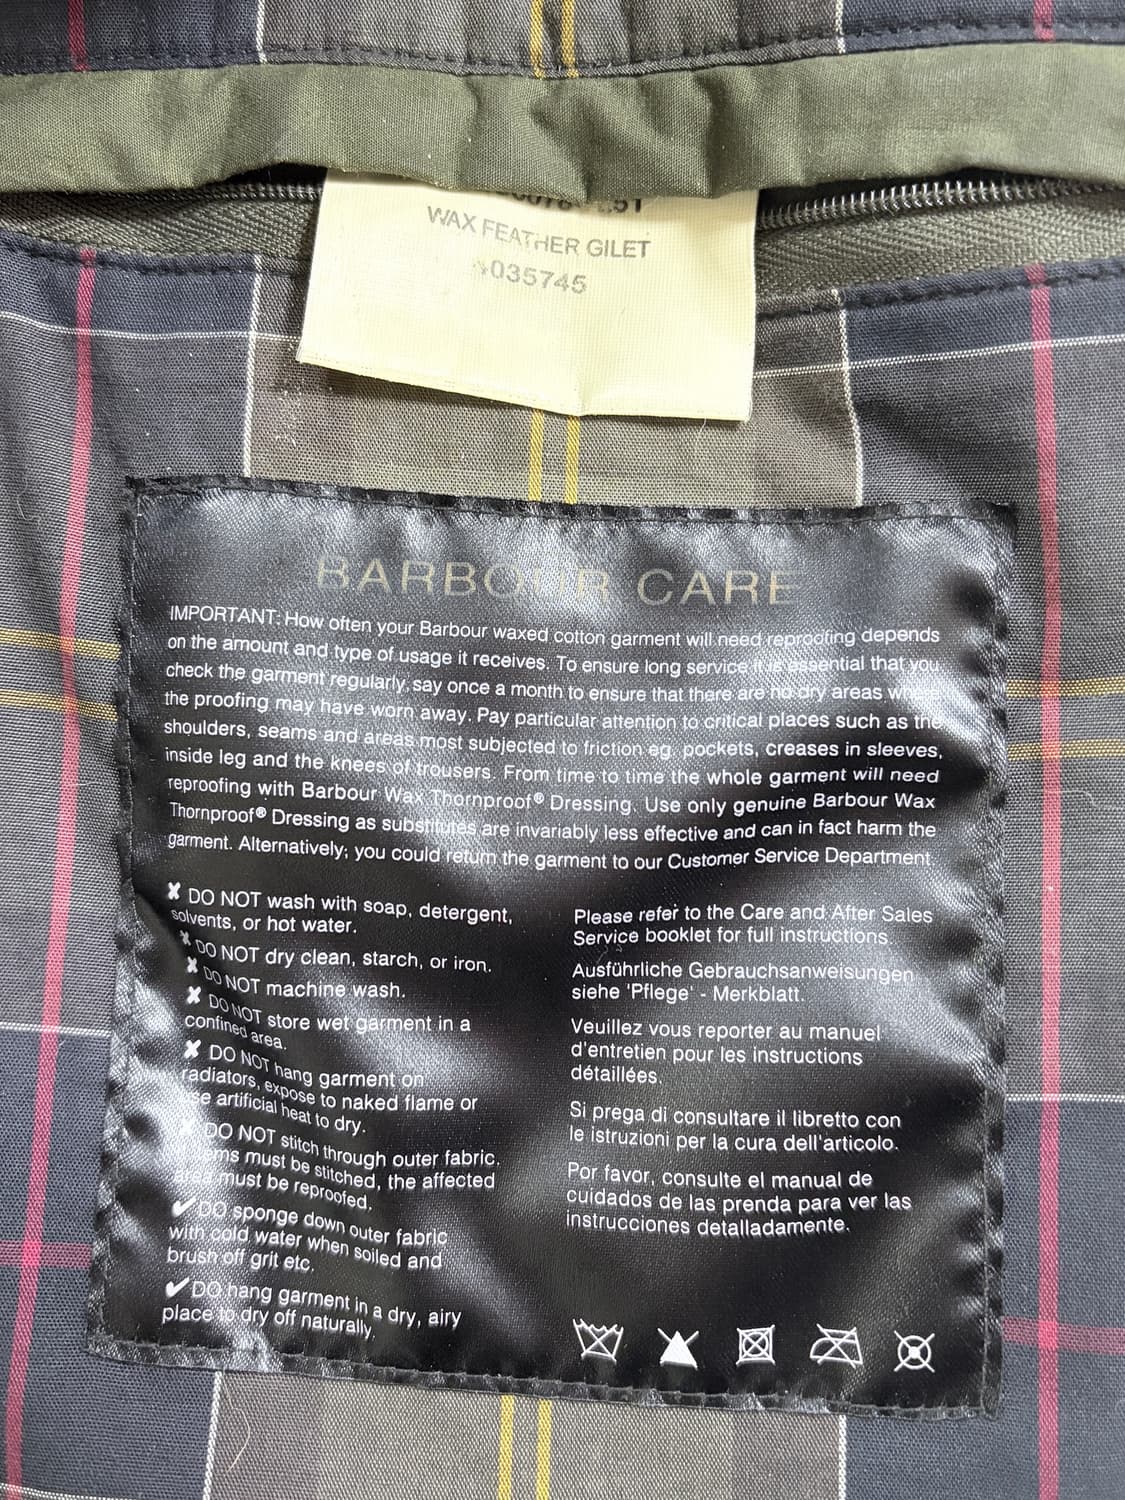 WAX FEATHER GILET
035745
BARBOUR CARE
IMPORTANT: How often your Barbour waxed cotton garment will need reproofing depends
on the amount and type of usage it receives. To ensure long service it is essential that you
check the garment regularly, say once a month to ensure that there are no dry areas where
the proofing may have worn away. Pay particular attention to critical places such as the
shoulders, seams and areas most subjected to friction eg. pockets, creases in sleeves,
inside leg and the knees of trousers. From time to time the whole garment will need
reproofing with Barbour Wax Thornproof® Dressing. Use only genuine Barbour Wax
Thornproof® Dressing as substitutes are invariably less effective and can in fact harm the
garment. Alternatively; you could return the garment to our Customer Service Department.
✘ DO NOT wash with soap, detergent,
solvents, or hot water.
✘ DO NOT dry clean, starch, or iron.
✘ DO NOT machine wash.
✘ DO NOT store wet garment in a
confined area.
✘ DO NOT hang garment on
radiators, expose to naked flame or
artificial heat to dry.
DO NOT stitch through outer fabric.
must be stitched, the affected
must be reproofed.
✔ DO sponge down outer fabric
with cold water when soiled and
brush off grit etc.
✔ DO hang garment in a dry, airy
place to dry off naturally.
Please refer to the Care and After Sales
Service booklet for full instructions.
Ausführliche Gebrauchsanweisungen
siehe 'Pflege' - Merkblatt.
Veuillez vous reporter au manuel
d'entretien pour les instructions
détaillées.
Si prega di consultare il libretto con
le istruzioni per la cura dell'articolo.
Por favor, consulte el manual de
cuidados de las prenda para ver las
instrucciones detalladamente.